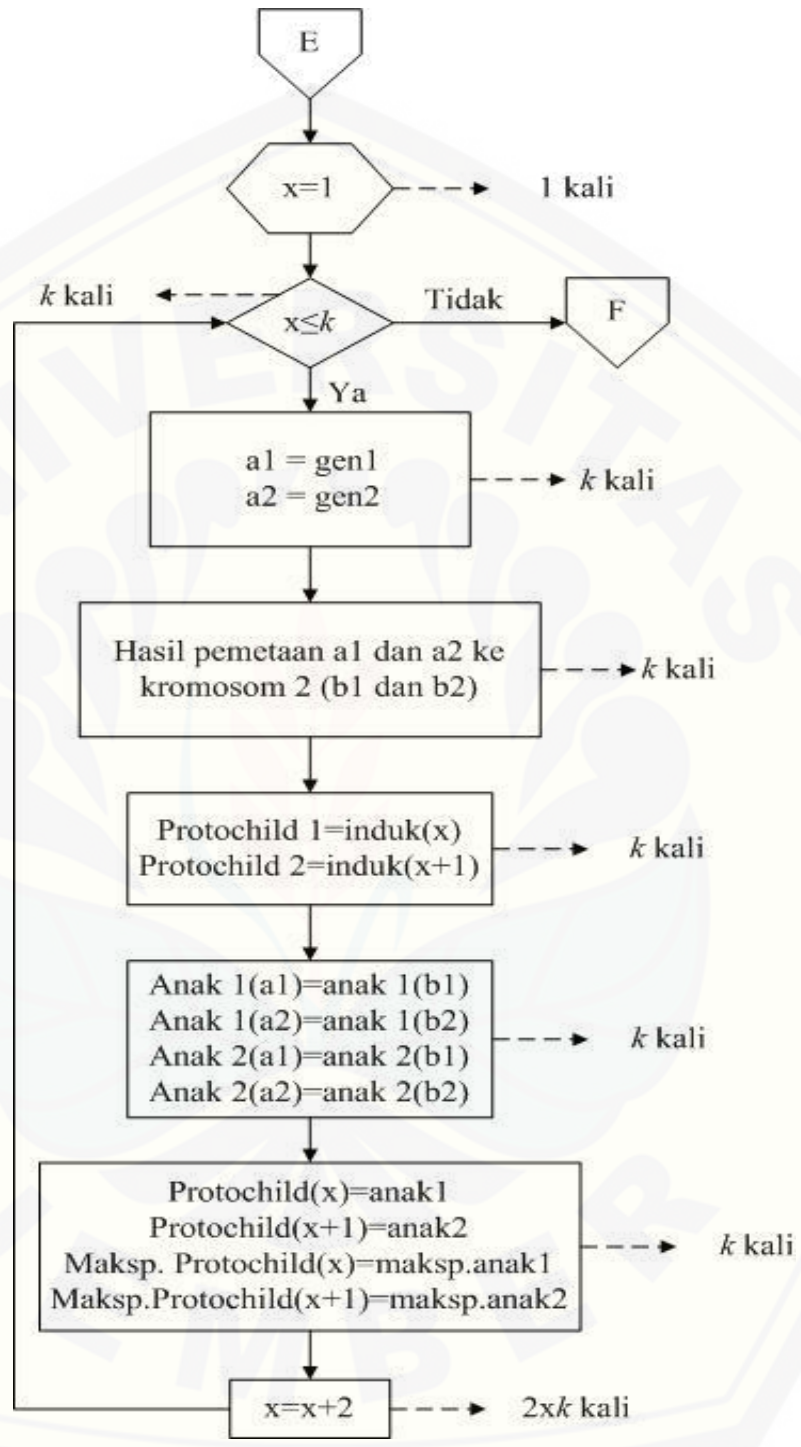 E
x=1
1 kali
k kali
x≤k
Tidak
F
Ya
a1 = gen1
a2 = gen2
k kali
Hasil pemetaan a1 dan a2 ke
kromosom 2 (b1 dan b2)
k kali
Protochild 1=induk(x)
Protochild 2=induk(x+1)
k kali
Anak 1(a1)=anak 1(b1)
Anak 1(a2)=anak 1(b2)
Anak 2(a1)=anak 2(b1)
Anak 2(a2)=anak 2(b2)
k kali
Protochild(x)=anak1
Protochild(x+1)=anak2
Maksp. Protochild(x)=maksp.anak1
Maksp.Protochild(x+1)=maksp.anak2
k kali
x=x+2
2xk kali
UNIVERSITAS
JEMBER